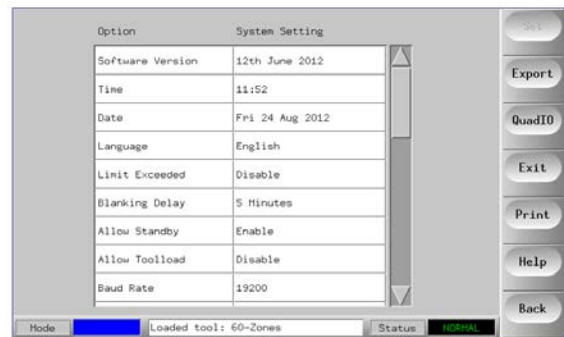 Option System Setting
Software Version 12th June 2012
Time 11:52
Date Fri 24 Aug 2012
Language English
Limit Exceeded Disable
Blanking Delay 5 Minutes
Allow Standby Enable
Allow Toolload Disable
Baud Rate 19200
Set
Export
QuadIO
Exit
Print
Help
Back
Mode Loaded tool: 60-Zones Status NORMAL